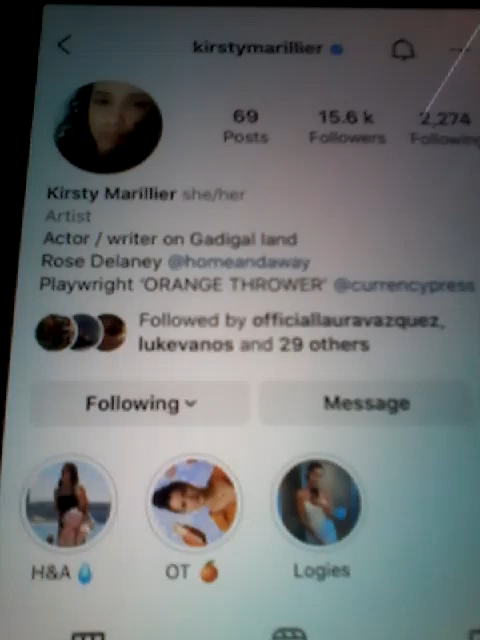 kirstymarillier
69 15.6 k 2,274
Posts Followers Following
Kirsty Marillier she/her
Artist
Actor / writer on Gadigal land
Rose Delaney @homeandaway
Playwright 'ORANGE THROWER' @currencypress
Followed by officiallauravazquez,
lukevanos and 29 others
Following Message
H&A 💧 OT 🍊 Logies